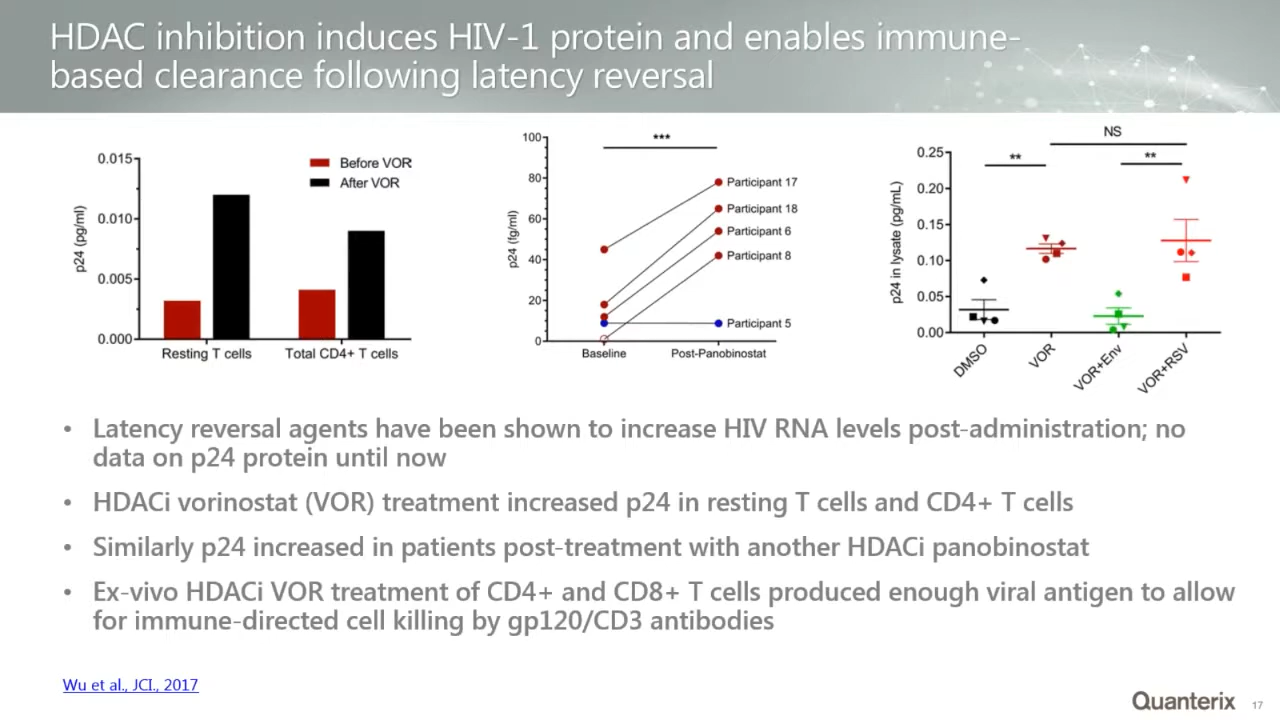 HDAC inhibition induces HIV-1 protein and enables immune-
based clearance following latency reversal
0.015
0.010
0.005
0.000
p24 (pg/ml)
Before VOR
After VOR
Resting T cells
Total CD4+ T cells
100
80
60
40
20
0
p24 (fg/ml)
***
Participant 17
Participant 18
Participant 6
Participant 8
Participant 5
Baseline
Post-Panobinostat
0.25
0.20
0.15
0.10
0.05
0.00
p24 in lysate (pg/mL)
NS
**
**
DMSO
VOR
VOR+Env
VOR+RSV
• Latency reversal agents have been shown to increase HIV RNA levels post-administration; no
data on p24 protein until now
• HDACi vorinostat (VOR) treatment increased p24 in resting T cells and CD4+ T cells
• Similarly p24 increased in patients post-treatment with another HDACi panobinostat
• Ex-vivo HDACi VOR treatment of CD4+ and CD8+ T cells produced enough viral antigen to allow
for immune-directed cell killing by gp120/CD3 antibodies
Wu et al., JCI., 2017
Quanterix
17